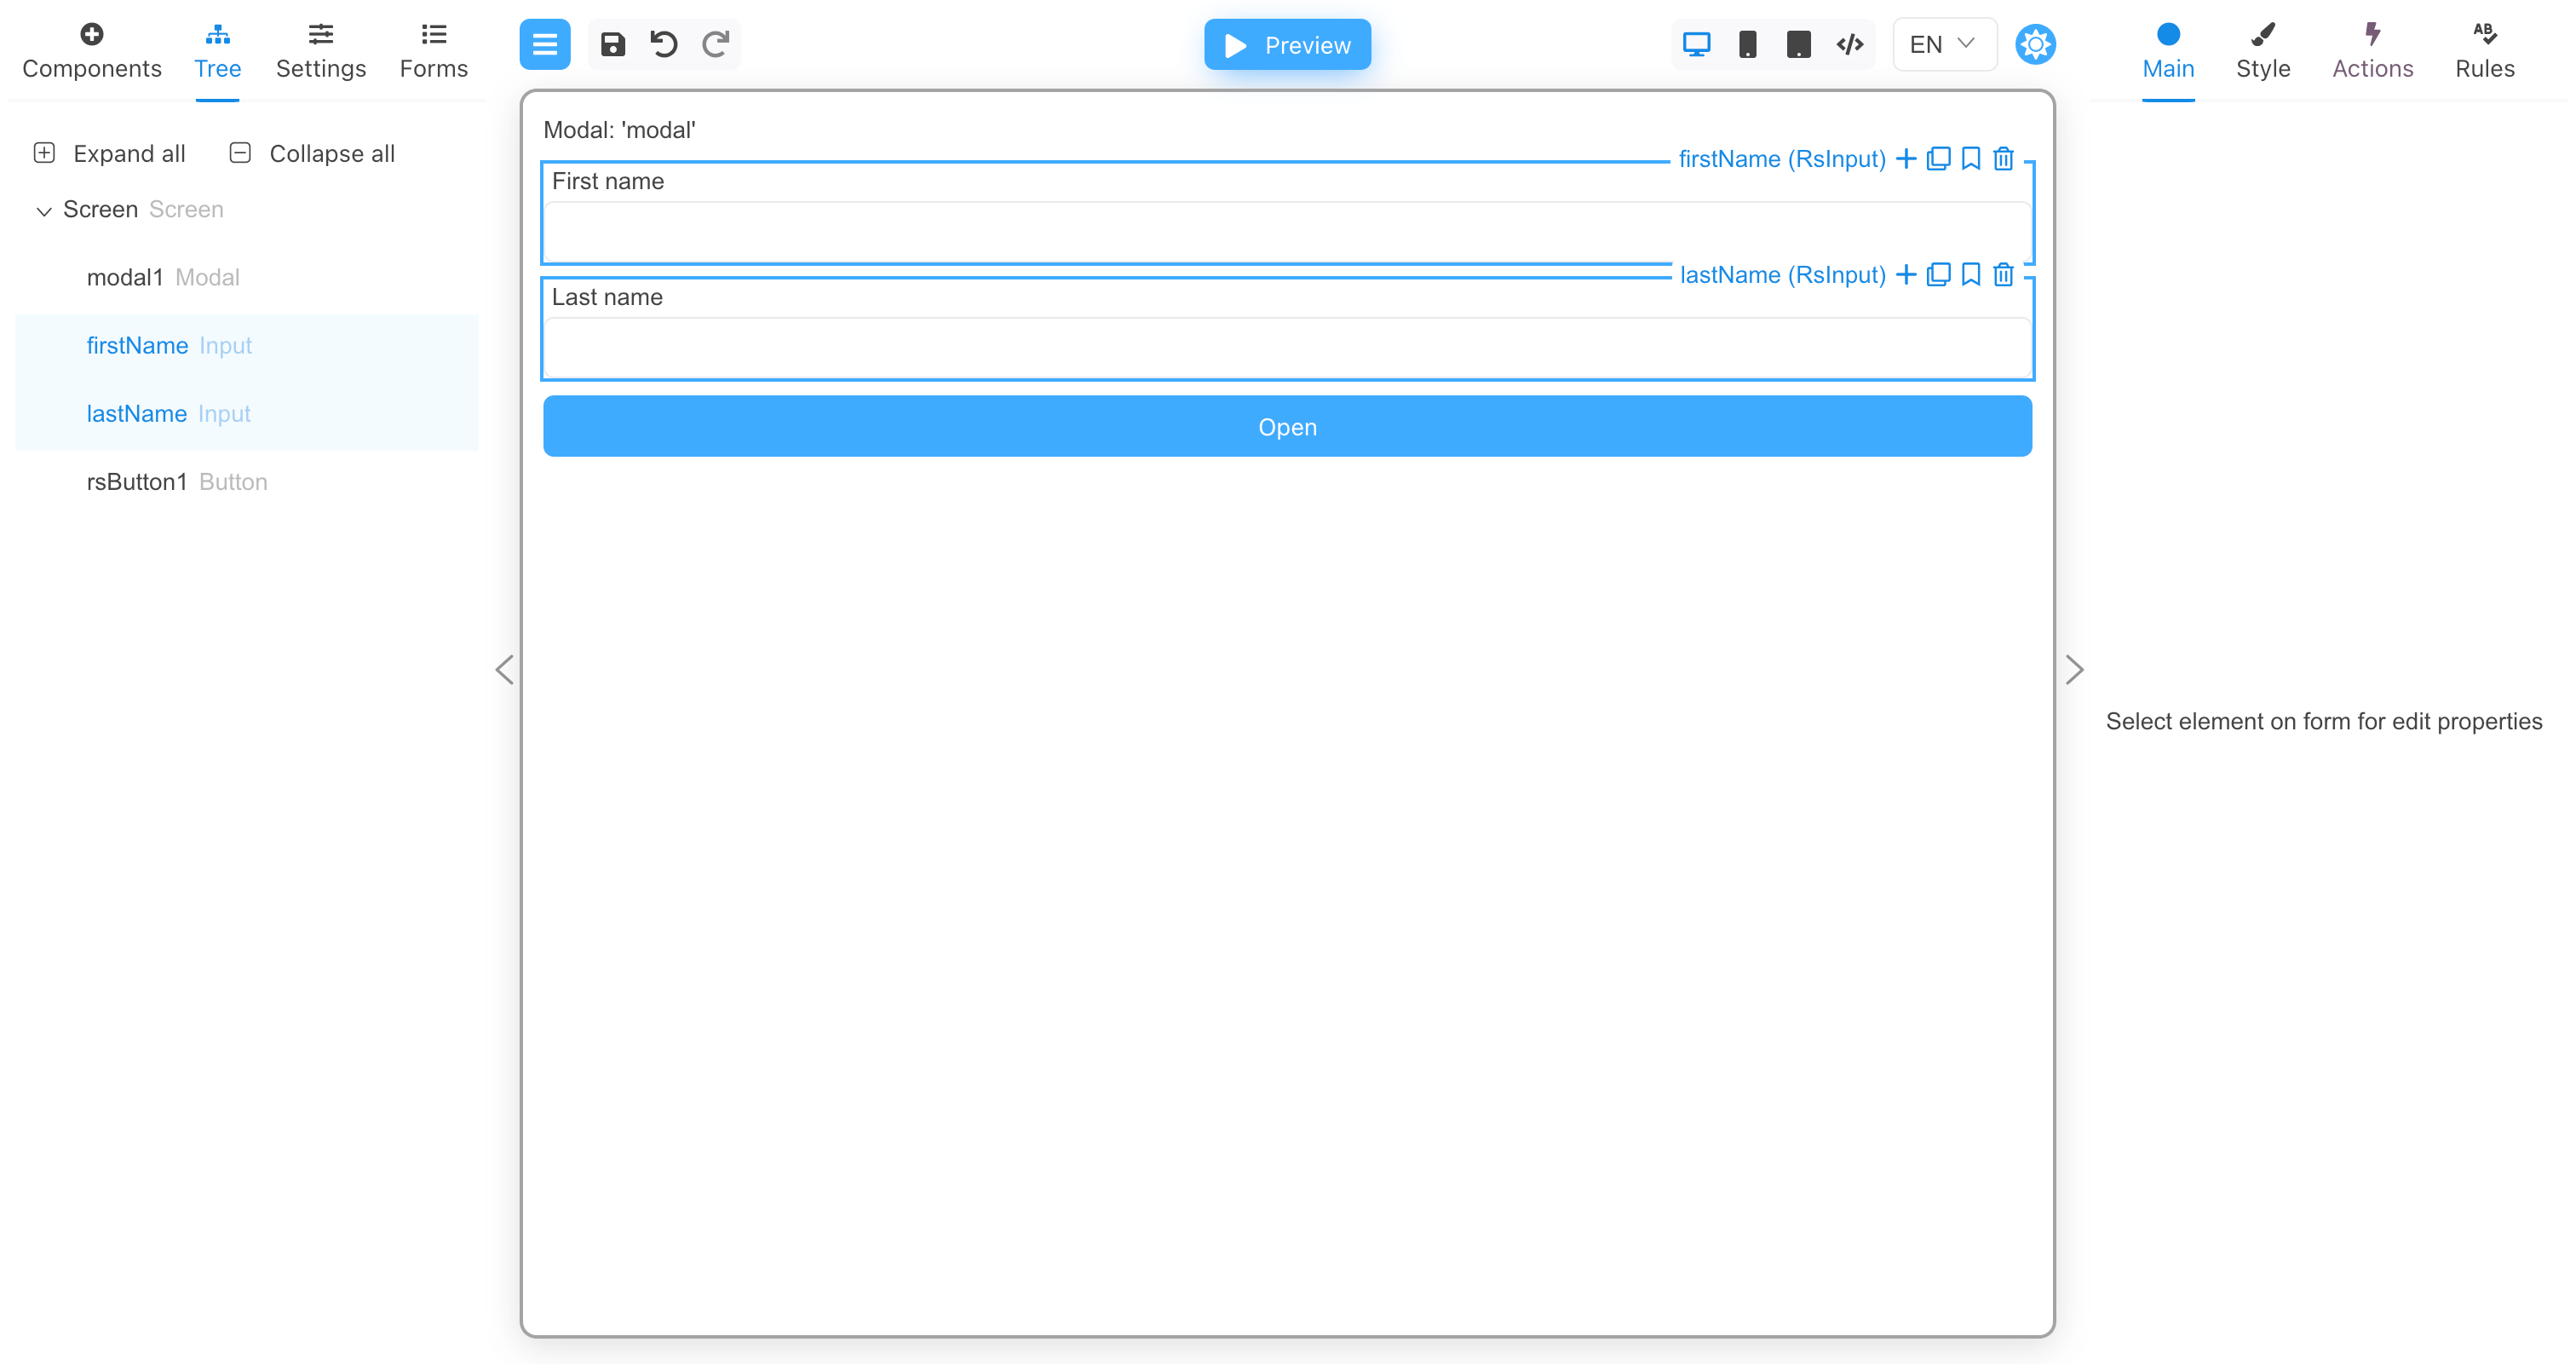 Components Tree Settings Forms
Preview
EN
Main Style Actions AB Rules
Expand all Collapse all
Screen Screen
modal1 Modal
firstName Input
lastName Input
rsButton1 Button
Modal: 'modal'
firstName (RsInput)
First name
lastName (RsInput)
Last name
Open
Select element on form for edit properties